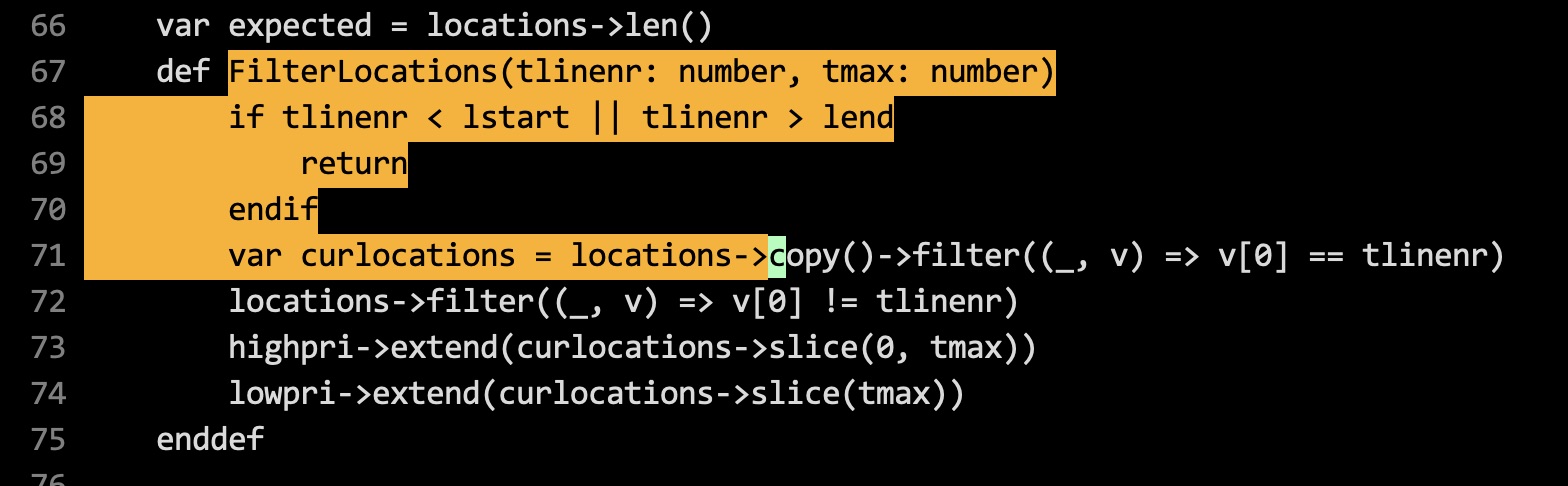 66 var expected = locations->len()
67 def FilterLocations(tlinenr: number, tmax: number)
68 if tlinenr < lstart || tlinenr > lend
69 return
70 endif
71 var curlocations = locations->copy()->filter((_, v) => v[0] == tlinenr)
72 locations->filter((_, v) => v[0] != tlinenr)
73 highpri->extend(curlocations->slice(0, tmax))
74 lowpri->extend(curlocations->slice(tmax))
75 enddef
76